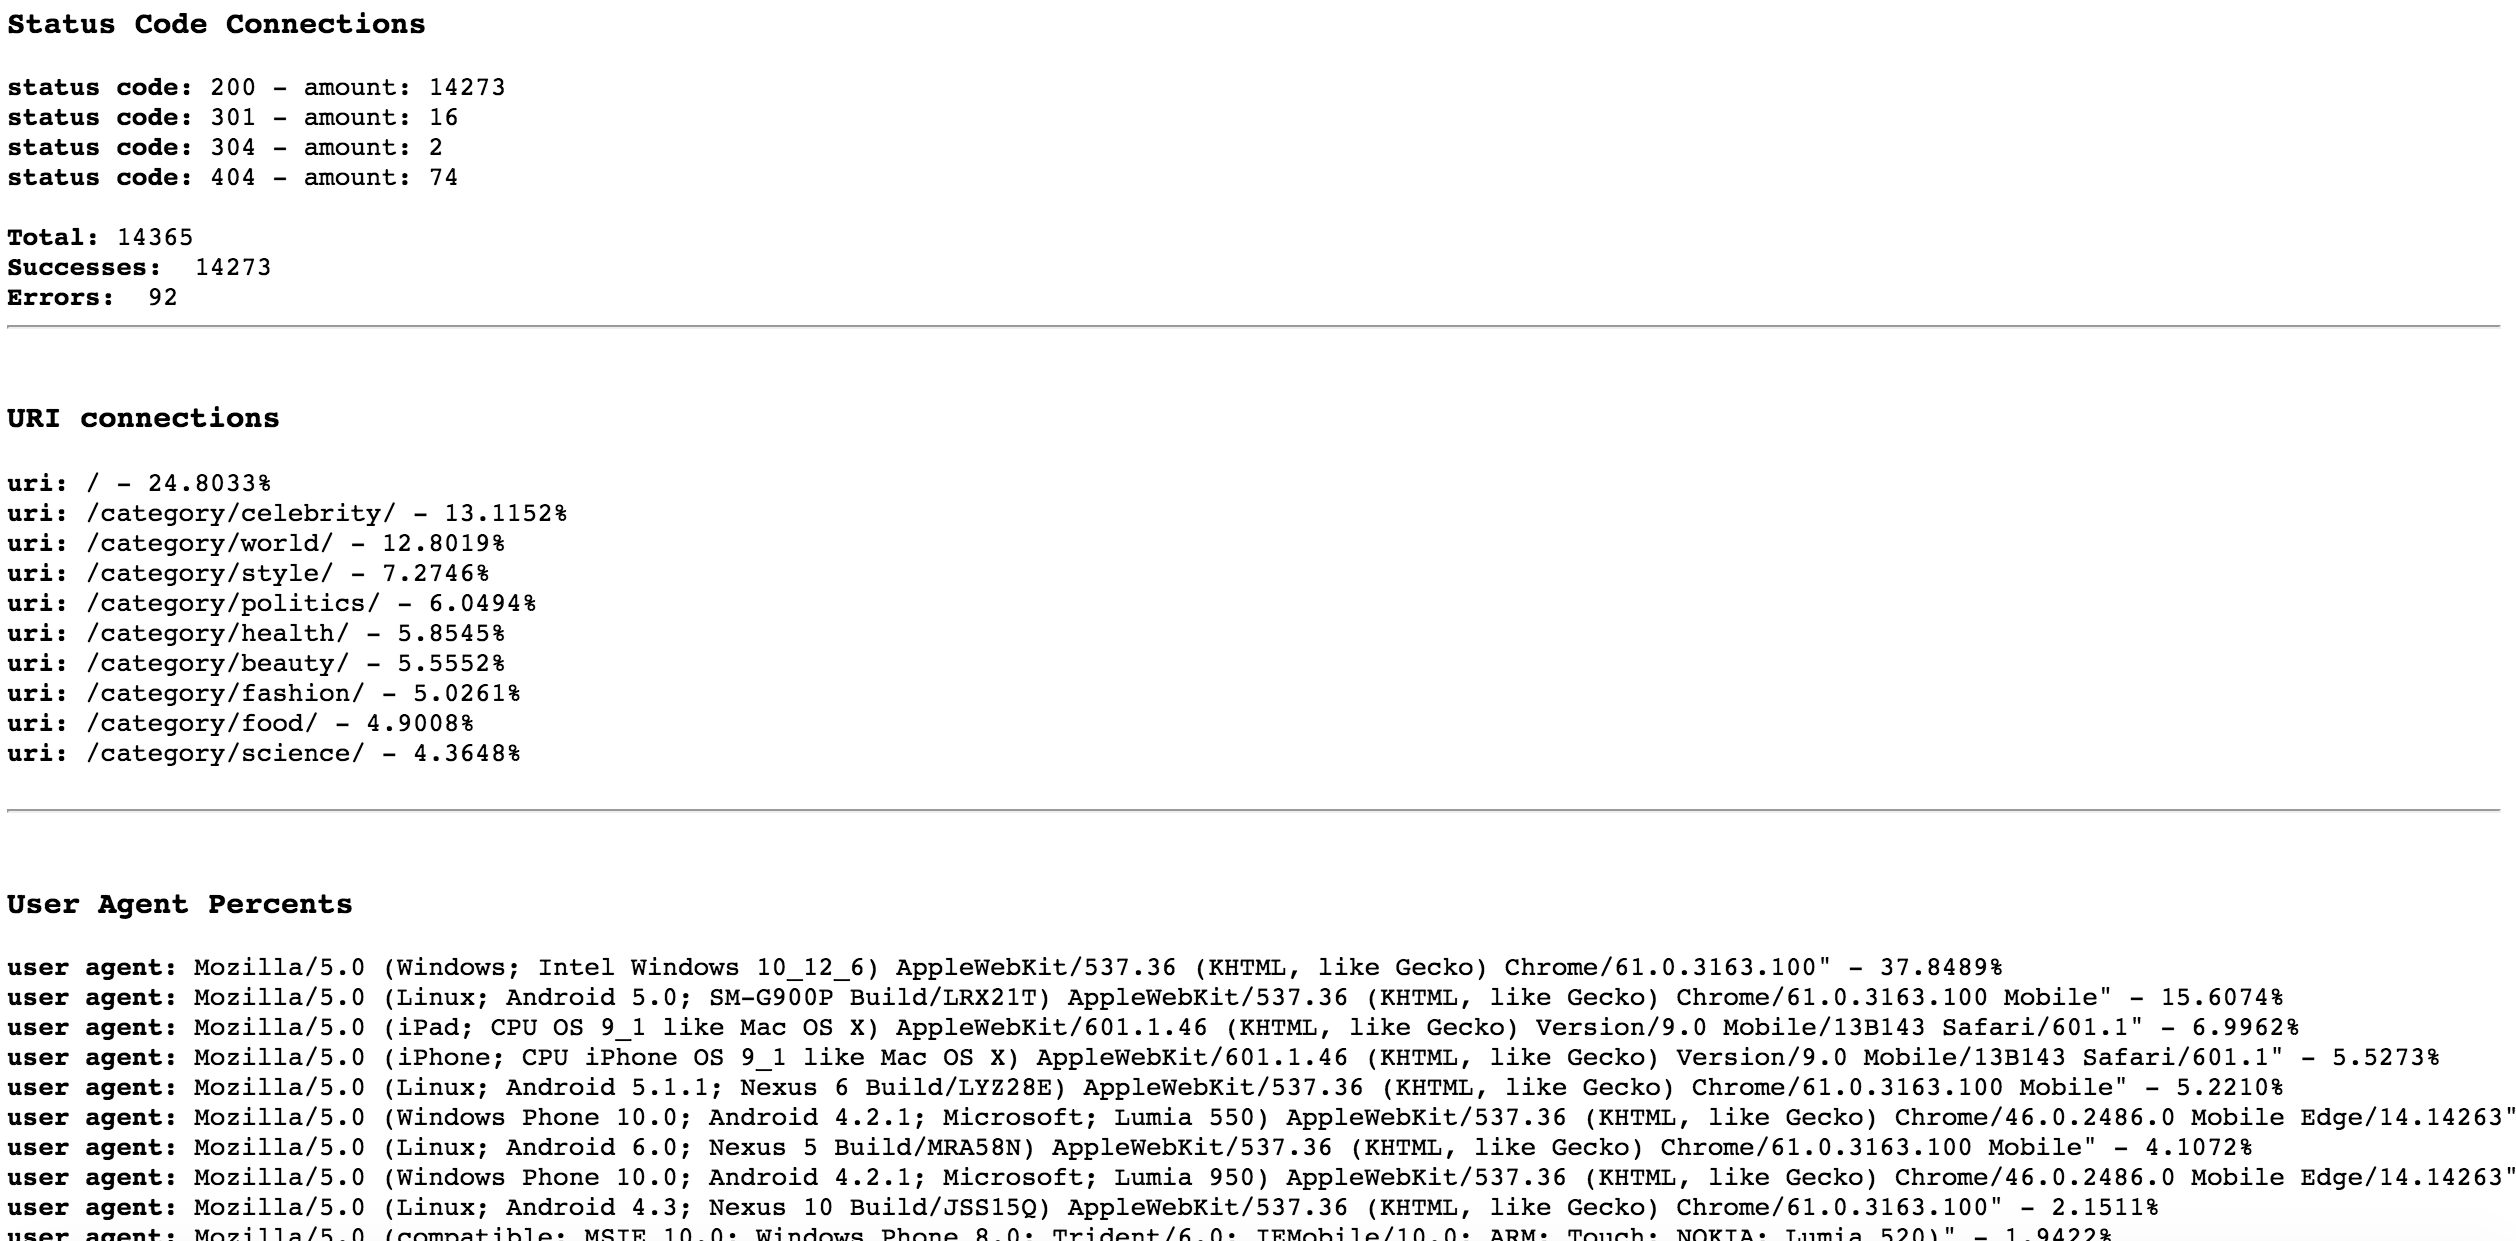 Status Code Connections
status code: 200 - amount: 14273
status code: 301 - amount: 16
status code: 304 - amount: 2
status code: 404 - amount: 74
Total: 14365
Successes: 14273
Errors: 92
URI connections
uri: / - 24.8033%
uri: /category/celebrity/ - 13.1152%
uri: /category/world/ - 12.8019%
uri: /category/style/ - 7.2746%
uri: /category/politics/ - 6.0494%
uri: /category/health/ - 5.8545%
uri: /category/beauty/ - 5.5552%
uri: /category/fashion/ - 5.0261%
uri: /category/food/ - 4.9008%
uri: /category/science/ - 4.3648%
User Agent Percents
user agent: Mozilla/5.0 (Windows; Intel Windows 10_12_6) AppleWebKit/537.36 (KHTML, like Gecko) Chrome/61.0.3163.100" - 37.8489%
user agent: Mozilla/5.0 (Linux; Android 5.0; SM-G900P Build/LRX21T) AppleWebKit/537.36 (KHTML, like Gecko) Chrome/61.0.3163.100 Mobile" - 15.6074%
user agent: Mozilla/5.0 (iPad; CPU OS 9_1 like Mac OS X) AppleWebKit/601.1.46 (KHTML, like Gecko) Version/9.0 Mobile/13B143 Safari/601.1" - 6.9962%
user agent: Mozilla/5.0 (iPhone; CPU iPhone OS 9_1 like Mac OS X) AppleWebKit/601.1.46 (KHTML, like Gecko) Version/9.0 Mobile/13B143 Safari/601.1" - 5.5273%
user agent: Mozilla/5.0 (Linux; Android 5.1.1; Nexus 6 Build/LYZ28E) AppleWebKit/537.36 (KHTML, like Gecko) Chrome/61.0.3163.100 Mobile" - 5.2210%
user agent: Mozilla/5.0 (Windows Phone 10.0; Android 4.2.1; Microsoft; Lumia 550) AppleWebKit/537.36 (KHTML, like Gecko) Chrome/46.0.2486.0 Mobile Edge/14.14263"
user agent: Mozilla/5.0 (Linux; Android 6.0; Nexus 5 Build/MRA58N) AppleWebKit/537.36 (KHTML, like Gecko) Chrome/61.0.3163.100 Mobile" - 4.1072%
user agent: Mozilla/5.0 (Windows Phone 10.0; Android 4.2.1; Microsoft; Lumia 950) AppleWebKit/537.36 (KHTML, like Gecko) Chrome/46.0.2486.0 Mobile Edge/14.14263"
user agent: Mozilla/5.0 (Linux; Android 4.3; Nexus 10 Build/JSS15Q) AppleWebKit/537.36 (KHTML, like Gecko) Chrome/61.0.3163.100" - 2.1511%
user agent: Mozilla/5.0 (compatible; MSIE 10.0; Windows Phone 8.0; Trident/6.0; IEMobile/10.0; ARM; Touch; NOKIA; Lumia 520)" - 1.9422%